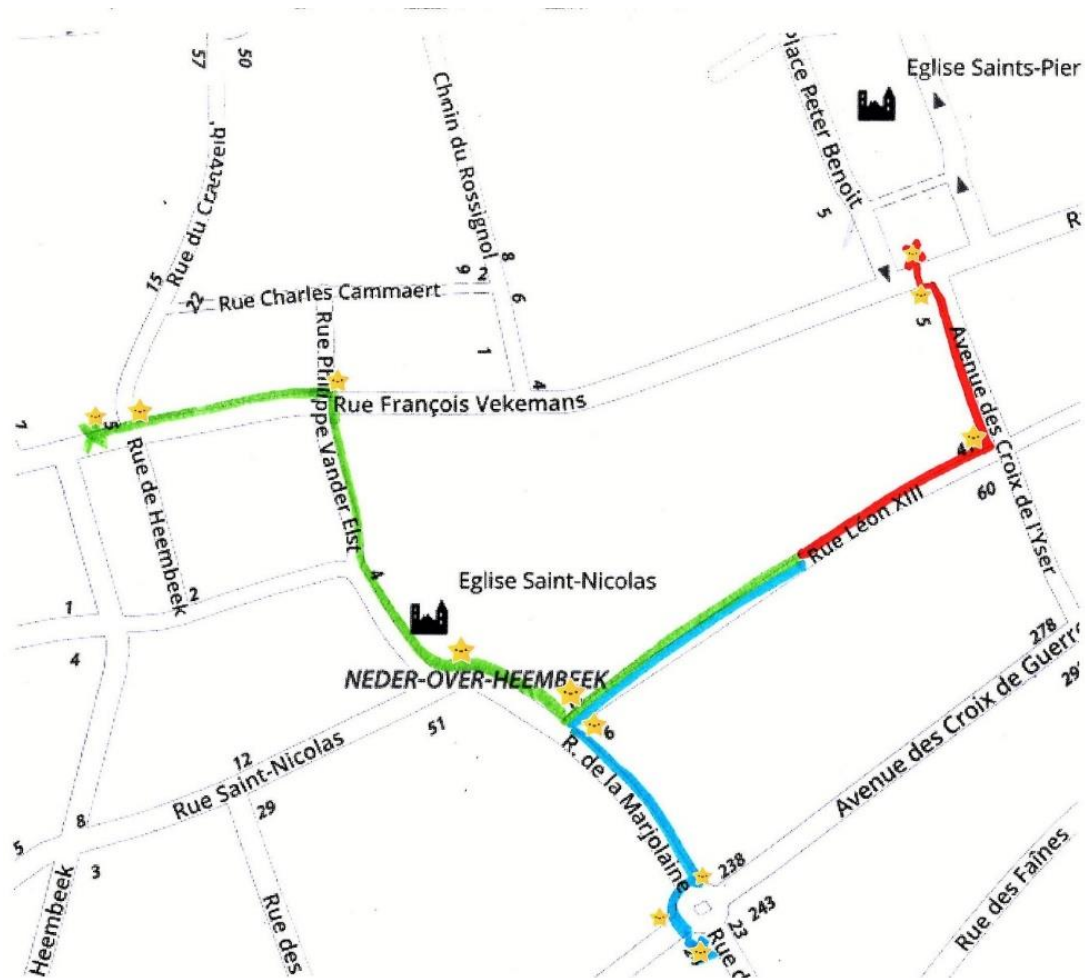 57
50
Eglise Saints-Pier
Place Peter Benoit
Chmin du Rossignol
5
R
Rue du Craetveld
15
22
Rue Charles Cammaert
9
2
8
6
1
4
5
Avenue des Croix de l'Yser
Rue Philippe Vander Elst
Rue François Vekemans
7
5
Rue de Heembeek
4
60
Rue Léon XIII
1
2
4
4
Eglise Saint-Nicolas
NEDER-OVER-HEEMBEEK
278
29
Avenue des Croix de Guerre
51
6
R. de la Marjolaine
12
Rue Saint-Nicolas
29
8
5
3
238
243
23
Heembeek
Rue des
Rue d
Rue des Faînes